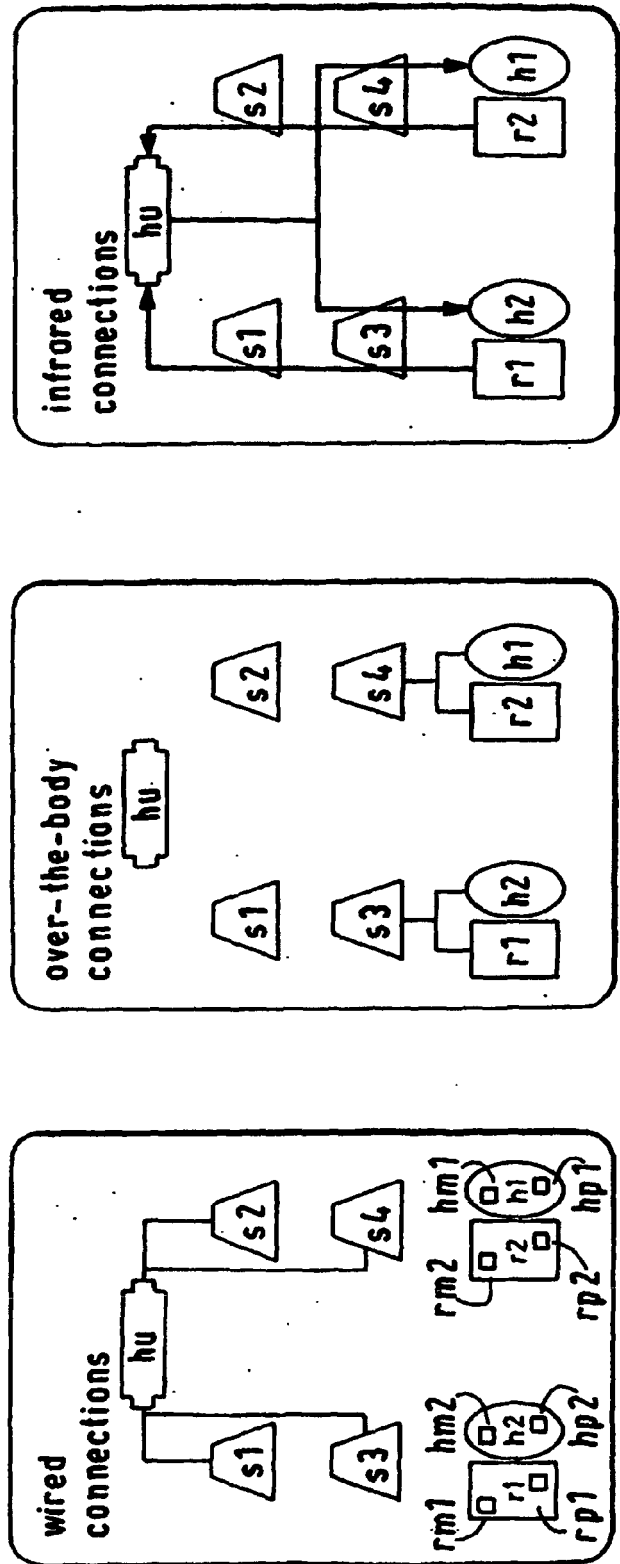 wired
connections
hu
s1
s2
s3
s4
rm1
hm2
rm2
hm1
r1
h2
r2
h1
rp1
hp2
rp2
hp1
over-the-body
connections
hu
s1
s2
s3
s4
r1
h2
r2
h1
infrared
connections
hu
s1
s2
s3
s4
r1
h2
r2
h1